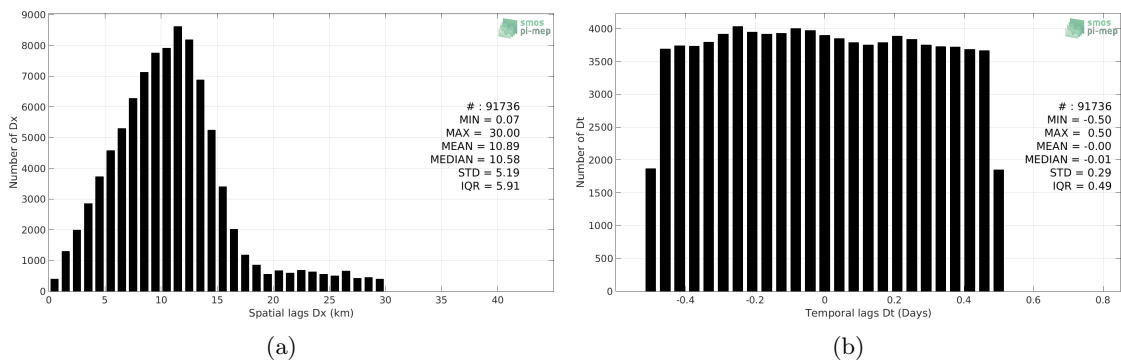 9000
8000
7000
6000
5000
4000
3000
2000
1000
0
Number of Dx
smos
pi-mep
# : 91736
MIN = 0.07
MAX = 30.00
MEAN = 10.89
MEDIAN = 10.58
STD = 5.19
IQR = 5.91
0 5 10 15 20 25 30 35 40
Spatial lags Dx (km)
(a)
4000
3500
3000
2500
2000
1500
1000
500
0
Number of Dt
smos
pi-mep
# : 91736
MIN = -0.50
MAX = 0.50
MEAN = -0.00
MEDIAN = -0.01
STD = 0.29
IQR = 0.49
-0.4 -0.2 0 0.2 0.4 0.6 0.8
Temporal lags Dt (Days)
(b)